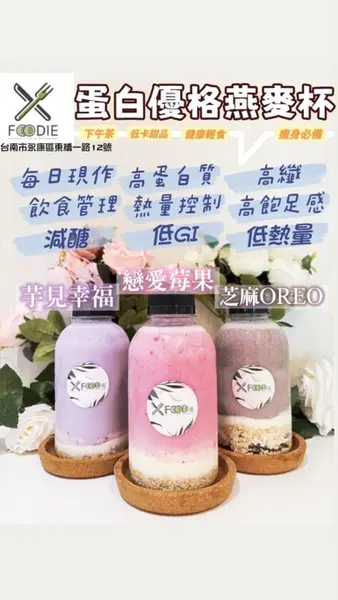 FOODIE
蛋白優格燕麥杯
下午茶 低卡甜品 健康輕食 瘦身必備
台南市永康區東橋一路12號
每日現作 高蛋白質 高纖
飲食管理 熱量控制 高飽足感
減醣 低GI 低熱量
芋見幸福 戀愛莓果 芝麻OREO
FOODIE
FOODIE
FOODIE